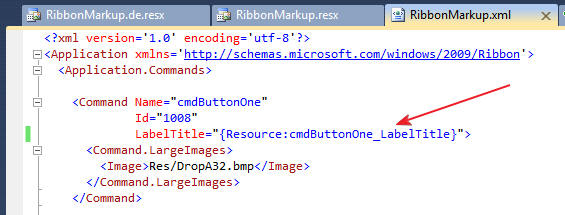 RibbonMarkup.de.resx RibbonMarkup.resx RibbonMarkup.xml
<?xml version='1.0' encoding='utf-8'?>
<Application xmlns='http://schemas.microsoft.com/windows/2009/Ribbon'>
<Application.Commands>
<Command Name="cmdButtonOne"
Id="1008"
LabelTitle="{Resource:cmdButtonOne_LabelTitle}">
<Command.LargeImages>
<Image>Res/DropA32.bmp</Image>
</Command.LargeImages>
</Command>